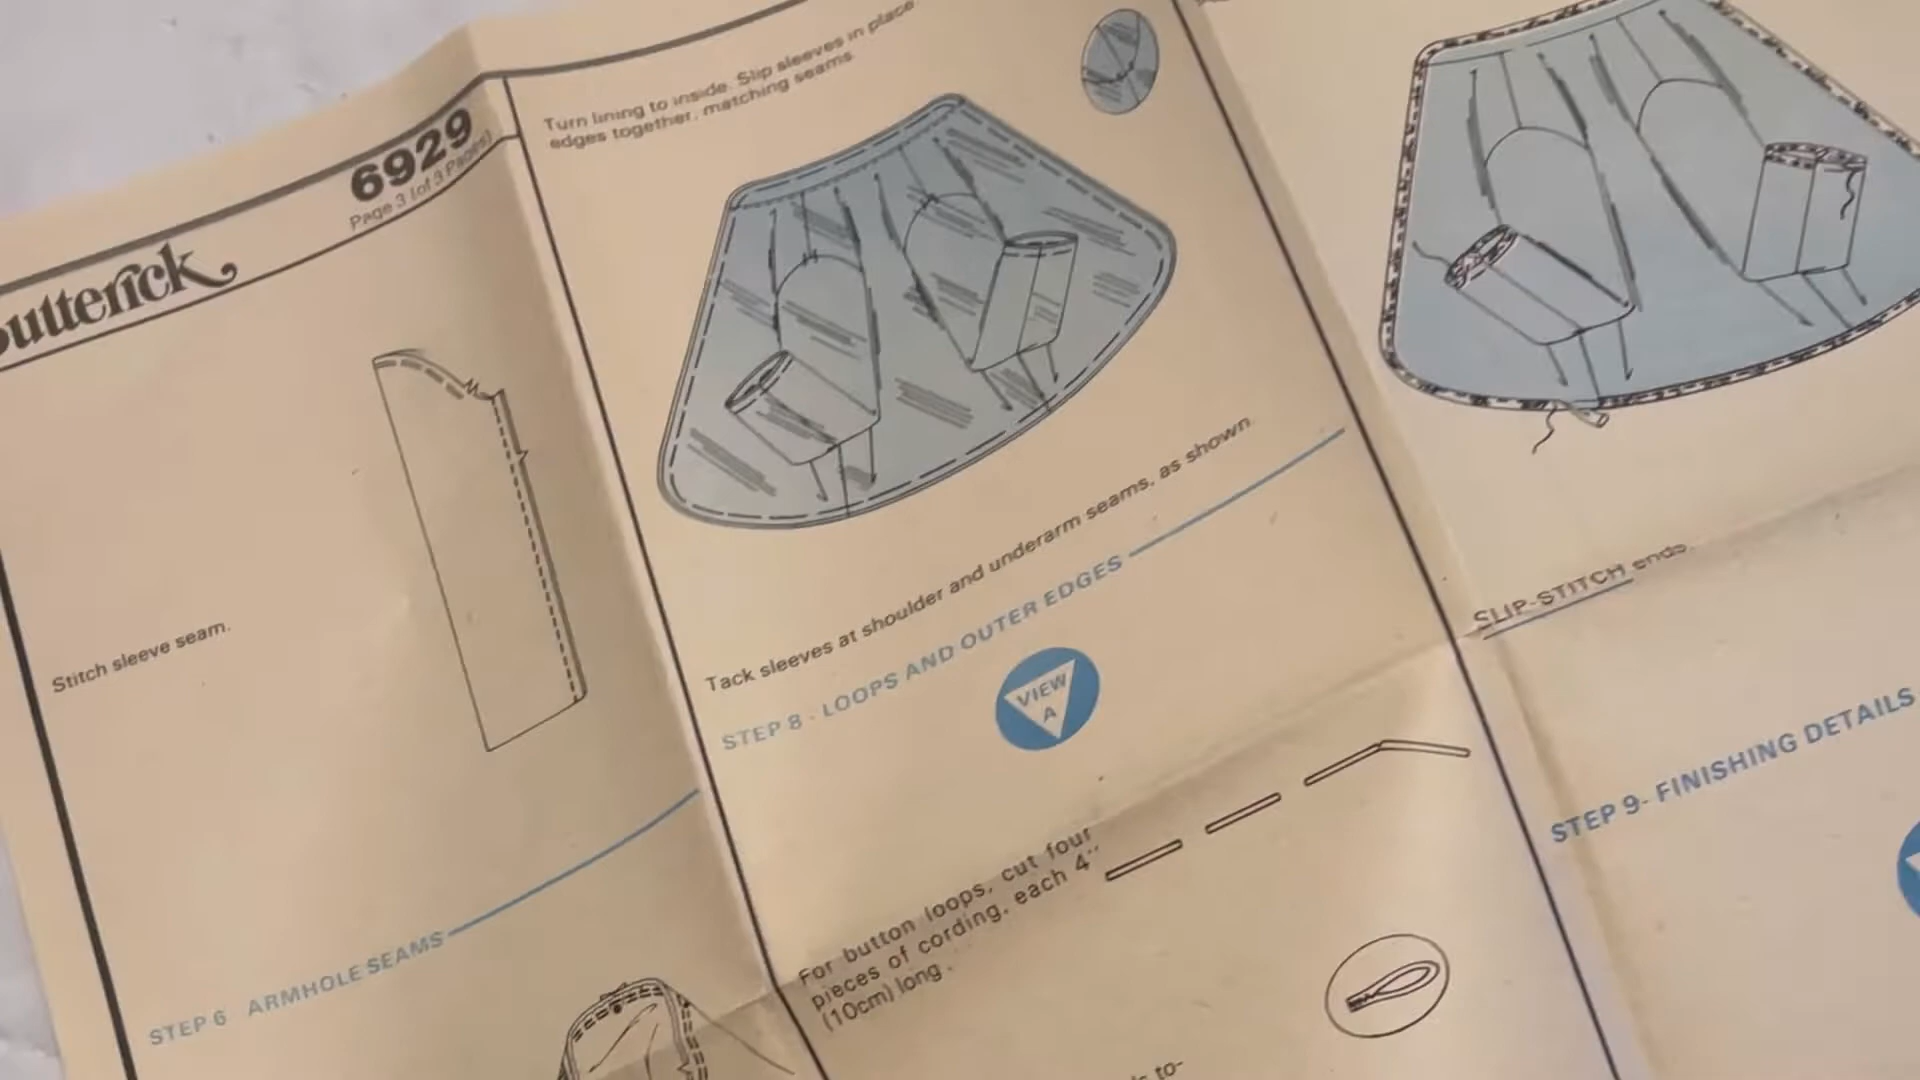 Butterick
6929
Page 3 (of 3 Pages)
Stitch sleeve seam.
STEP 6 ARMHOLE SEAMS
Turn lining to inside. Slip sleeves in place
edges together, matching seams.
Tack sleeves at shoulder and underarm seams, as shown.
STEP 8 - LOOPS AND OUTER EDGES
VIEW
A
For button loops, cut four
pieces of cording, each 4''
(10cm) long.
to-
SLIP-STITCH ends.
STEP 9- FINISHING DETAILS